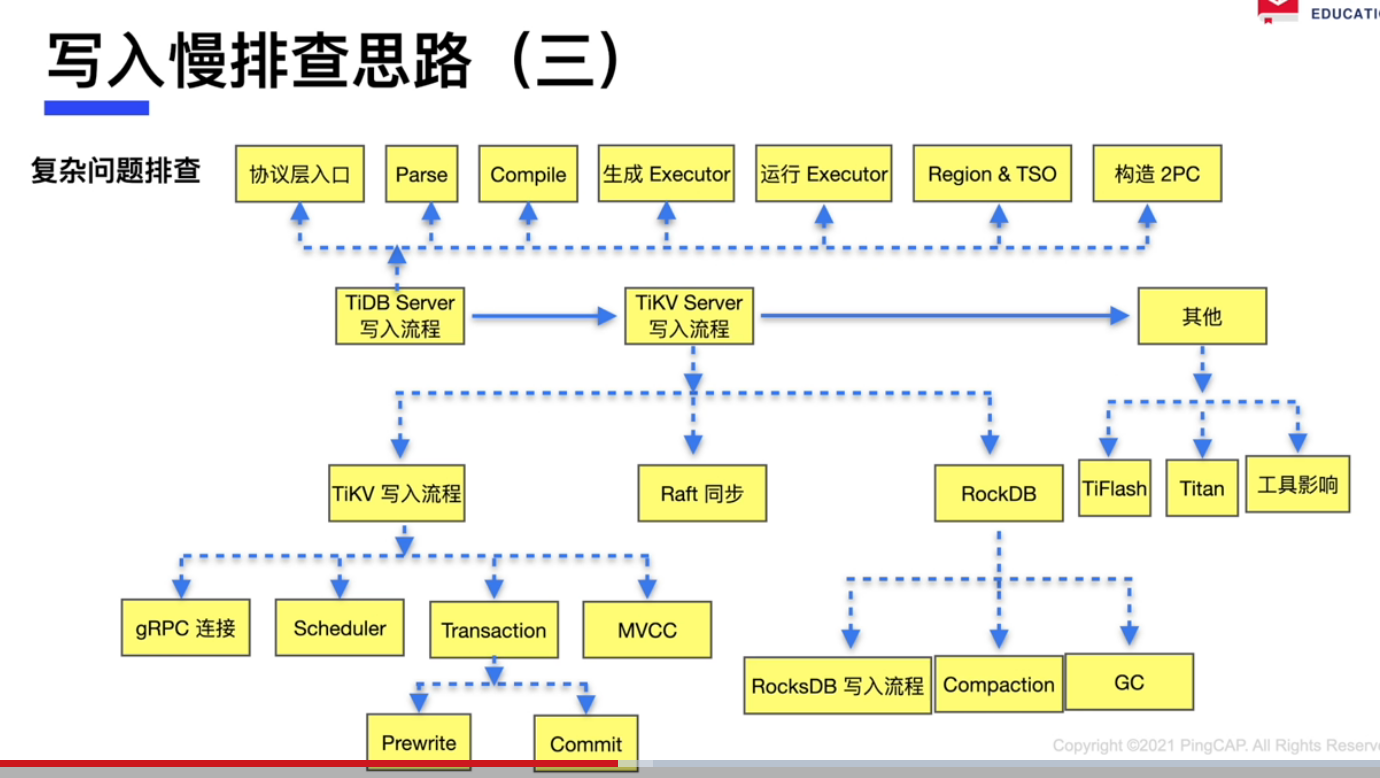 EDUCATI
写入慢排查思路（三）
复杂问题排查
协议层入口
Parse
Compile
生成 Executor
运行 Executor
Region & TSO
构造 2PC
TiDB Server
写入流程
TiKV Server
写入流程
其他
TiKV 写入流程
Raft 同步
RockDB
TiFlash
Titan
工具影响
gRPC 连接
Scheduler
Transaction
MVCC
RocksDB 写入流程
Compaction
GC
Prewrite
Commit
Copyright ©2021 PingCAP. All Rights Reserve